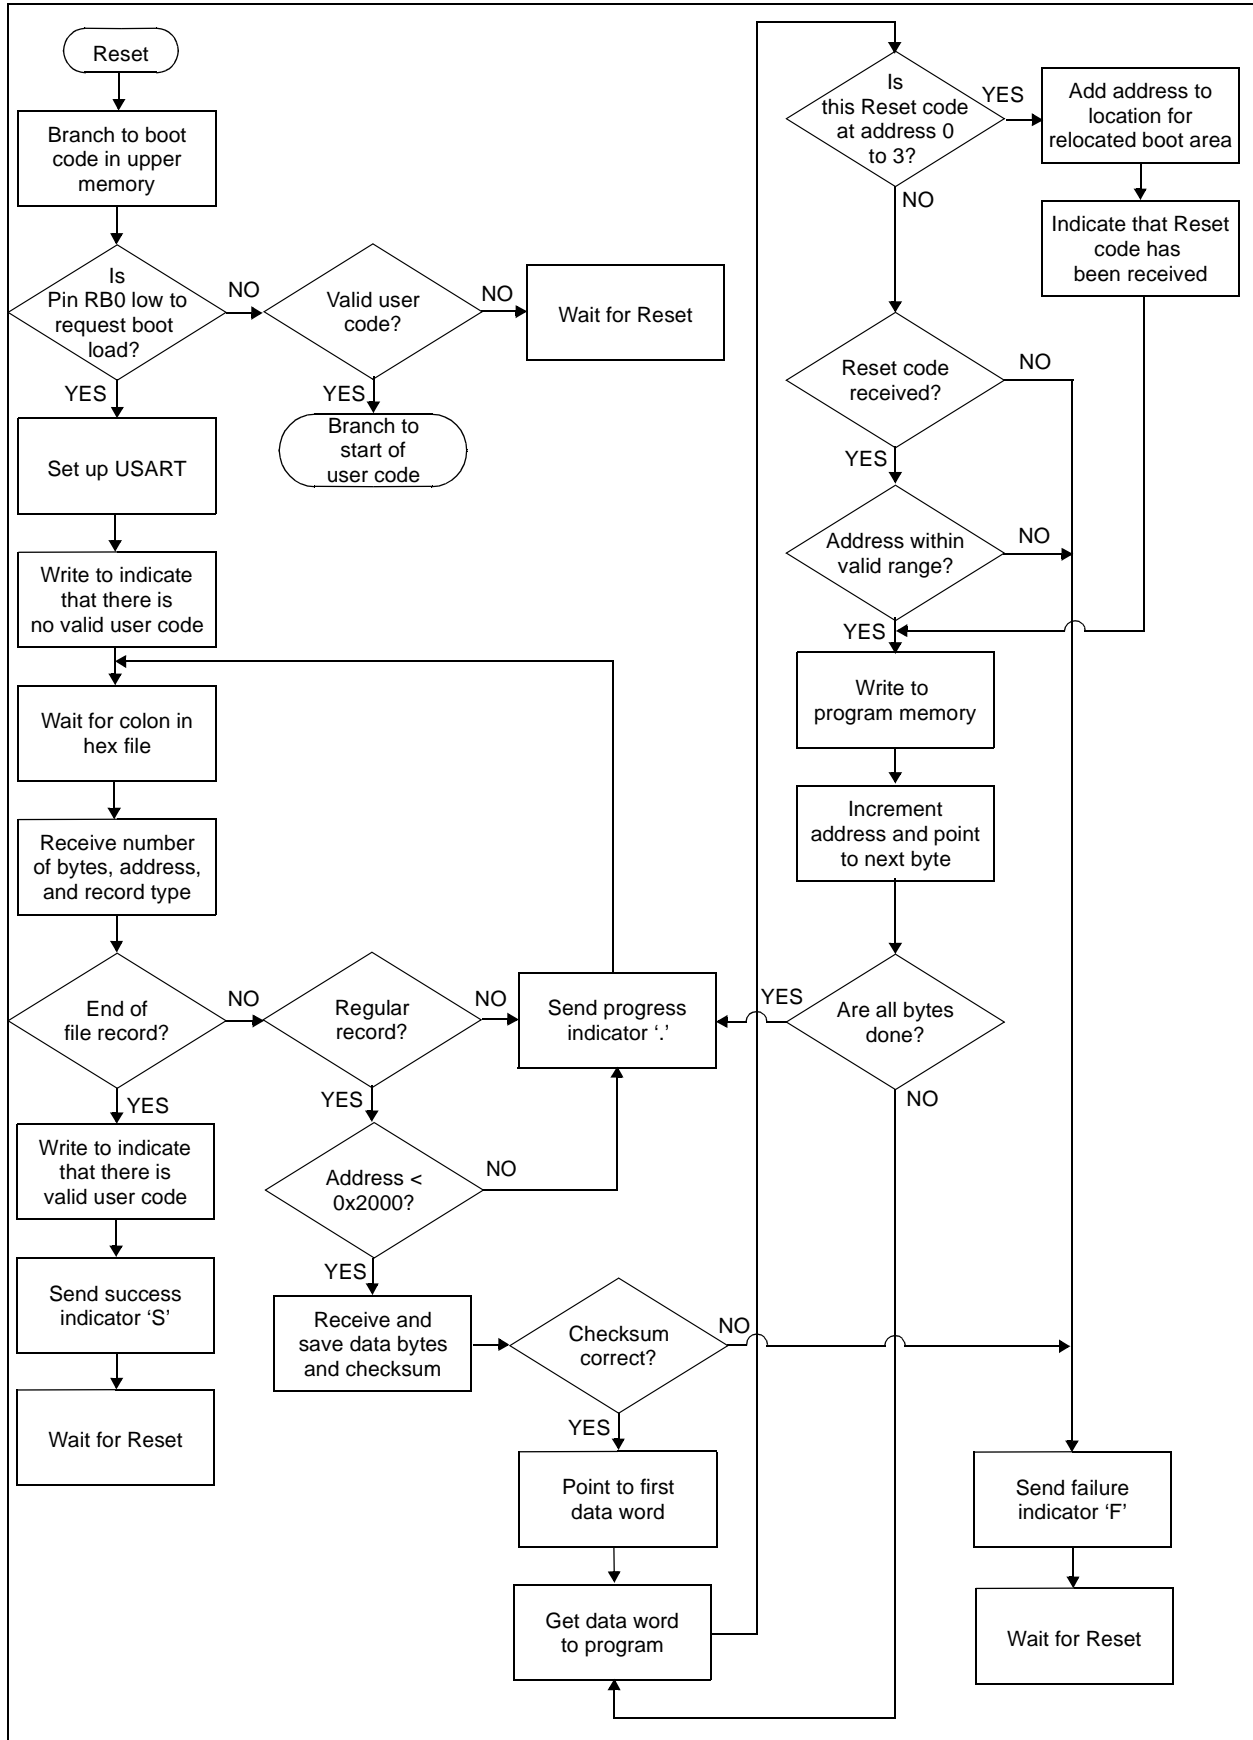 Reset
Branch to boot
code in upper
memory
Is
Pin RB0 low to
request boot
load?
NO
YES
Valid user
code?
NO
YES
Wait for Reset
Branch to
start of
user code
Set up USART
Write to indicate
that there is
no valid user code
Wait for colon in
hex file
Receive number
of bytes, address,
and record type
End of
file record?
NO
YES
Regular
record?
NO
YES
Send progress
indicator ‘.’
Write to indicate
that there is
valid user code
Address <
0x2000?
NO
YES
Send success
indicator ‘S’
Wait for Reset
Receive and
save data bytes
and checksum
Checksum
correct?
NO
YES
Point to first
data word
Get data word
to program
Is
this Reset code
at address 0
to 3?
YES
NO
Add address to
location for
relocated boot area
Indicate that Reset
code has
been received
Reset code
received?
NO
YES
Address within
valid range?
NO
YES
Write to
program memory
Increment
address and point
to next byte
Are all bytes
done?
YES
NO
Send failure
indicator ‘F’
Wait for Reset